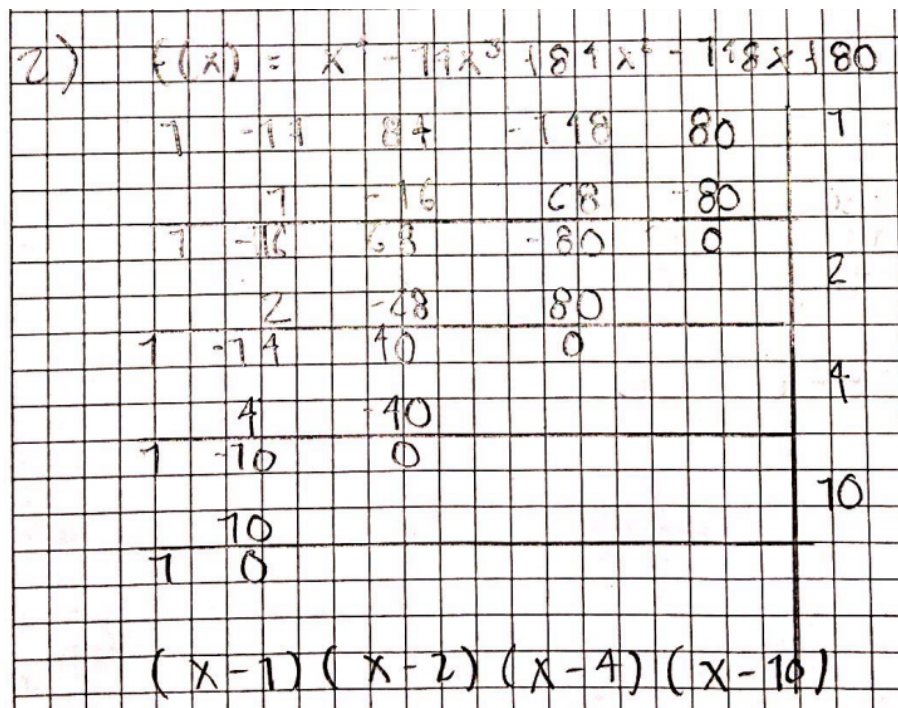 2) f(x) = x⁴ - 17x³ + 84x² - 148x + 80
1 -17 84 -148 80 1
1 -16 68 -80
1 -16 68 -80 0
2
2 -28 80
1 -14 40 0
4
4 -40
1 -10 0
10
10
1 0
(x-1)(x-2)(x-4)(x-10)